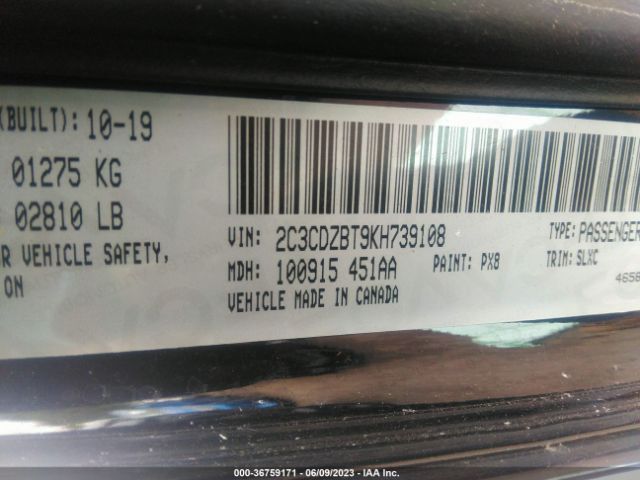 (BUILT): 10-19
01275 KG
02810 LB
R VEHICLE SAFETY,
ON
VIN: 2C3CDZBT9KH739108
TYPE: PASSENGER
MDH: 100915 451AA
PAINT: PX8
TRIM: SLXC
VEHICLE MADE IN CANADA
4658
000-36759171 - 06/09/2023 - IAA Inc.